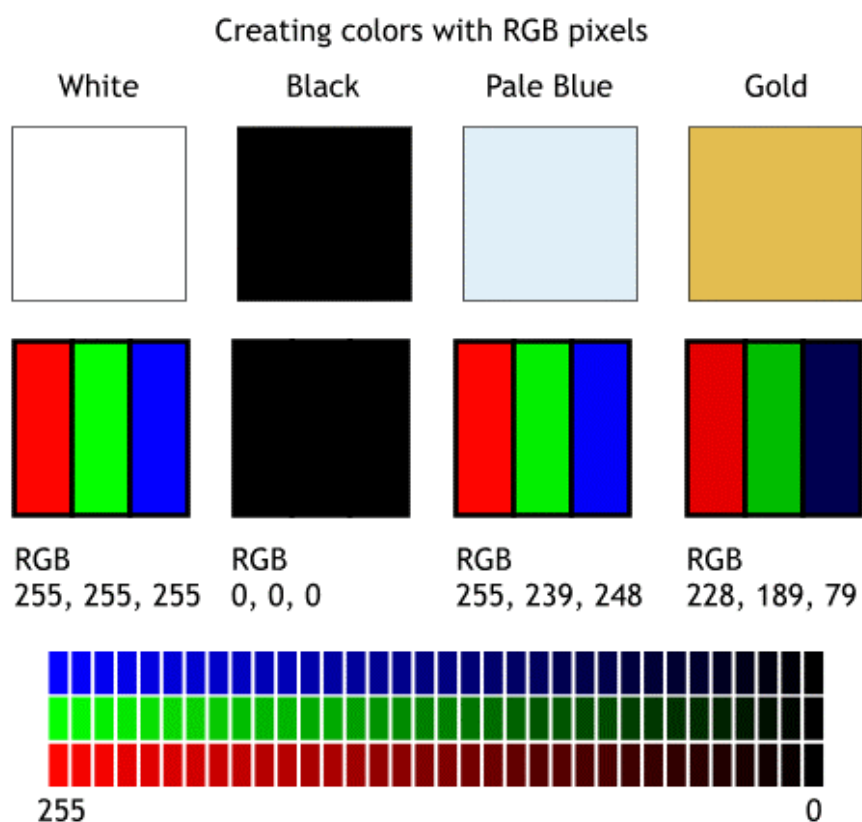 Creating colors with RGB pixels
White Black Pale Blue Gold
RGB RGB RGB RGB
255, 255, 255 0, 0, 0 255, 239, 248 228, 189, 79
255 0